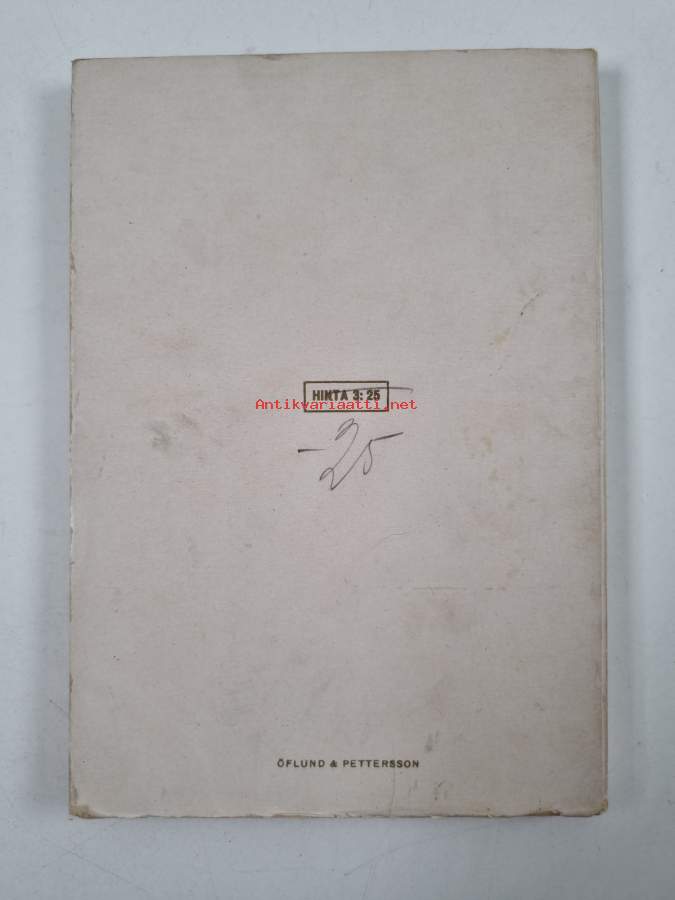 HINTA 3: 25
Antikvariaatti.net
-25
ÖFLUND & PETTERSSON